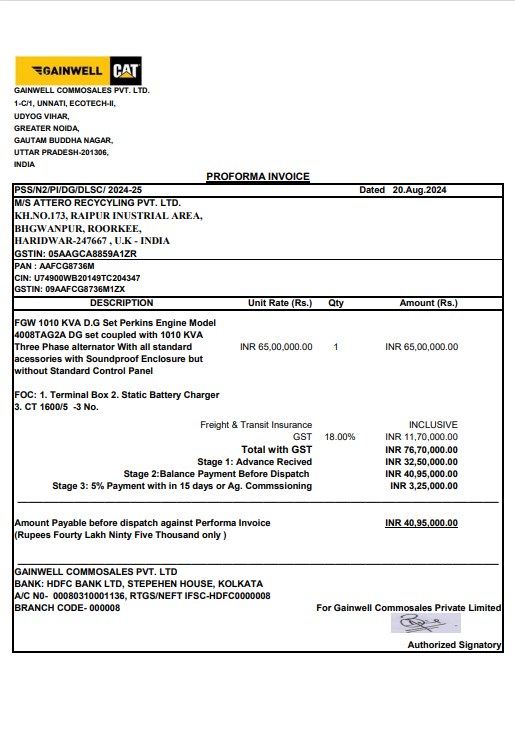 GAINWELL CAT
GAINWELL COMMOSALES PVT. LTD.
1-C/1, UNNATI, ECOTECH-II,
UDYOG VIHAR,
GREATER NOIDA,
GAUTAM BUDDHA NAGAR,
UTTAR PRADESH-201306,
INDIA
PROFORMA INVOICE
PSS/N2/PI/DG/DLSC/ 2024-25 Dated 20.Aug.2024
M/S ATTERO RECYCYLING PVT. LTD.
KH.NO.173, RAIPUR INUSTRIAL AREA,
BHGWANPUR, ROORKEE,
HARIDWAR-247667 , U.K - INDIA
GSTIN: 05AAGCA8859A1ZR
PAN : AAFCG8736M
CIN: U74900WB20149TC204347
GSTIN: 09AAFCG8736M1ZX
DESCRIPTION Unit Rate (Rs.) Qty Amount (Rs.)
FGW 1010 KVA D.G Set Perkins Engine Model
4008TAG2A DG set coupled with 1010 KVA
Three Phase alternator With all standard INR 65,00,000.00 1 INR 65,00,000.00
acessories with Soundproof Enclosure but
without Standard Control Panel
FOC: 1. Terminal Box 2. Static Battery Charger
3. CT 1600/5 -3 No.
Freight & Transit Insurance INCLUSIVE
GST 18.00% INR 11,70,000.00
Total with GST INR 76,70,000.00
Stage 1: Advance Recived INR 32,50,000.00
Stage 2:Balance Payment Before Dispatch INR 40,95,000.00
Stage 3: 5% Payment with in 15 days or Ag. Commssioning INR 3,25,000.00
Amount Payable before dispatch against Performa Invoice INR 40,95,000.00
(Rupees Fourty Lakh Ninty Five Thousand only )
GAINWELL COMMOSALES PVT. LTD
BANK: HDFC BANK LTD, STEPEHEN HOUSE, KOLKATA
A/C N0- 00080310001136, RTGS/NEFT IFSC-HDFC0000008
BRANCH CODE- 000008 For Gainwell Commosales Private Limited
Authorized Signatory